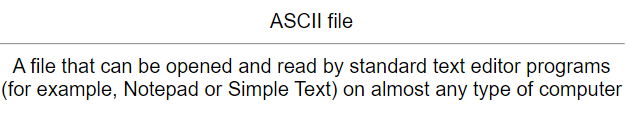 ASCII file
A file that can be opened and read by standard text editor programs
(for example, Notepad or Simple Text) on almost any type of computer